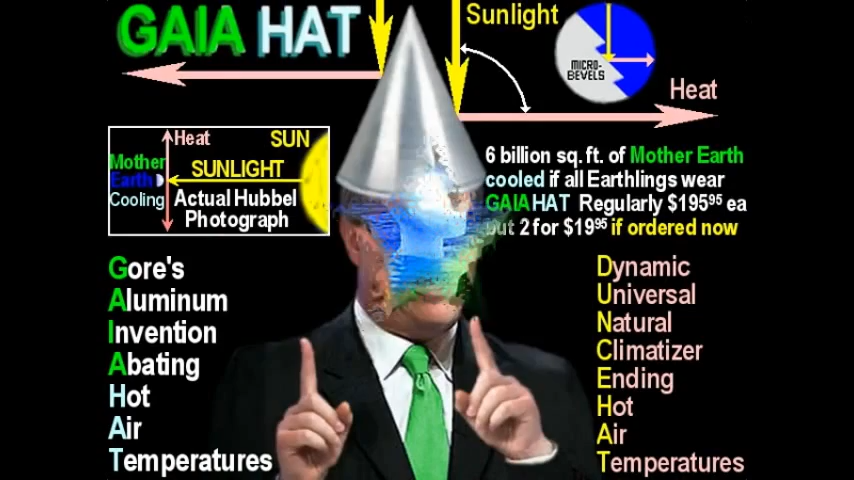 GAIA HAT
Sunlight
MICRO-
BEVELS
Heat
Heat
SUN
Mother
Earth
Cooling
SUNLIGHT
Actual Hubbel
Photograph
6 billion sq. ft. of Mother Earth
cooled if all Earthlings wear
GAIA HAT Regularly $195⁹⁵ ea
but 2 for $19⁹⁵ if ordered now
Gore's
Aluminum
Invention
Abating
Hot
Air
Temperatures
Dynamic
Universal
Natural
Climatizer
Ending
Hot
Air
Temperatures